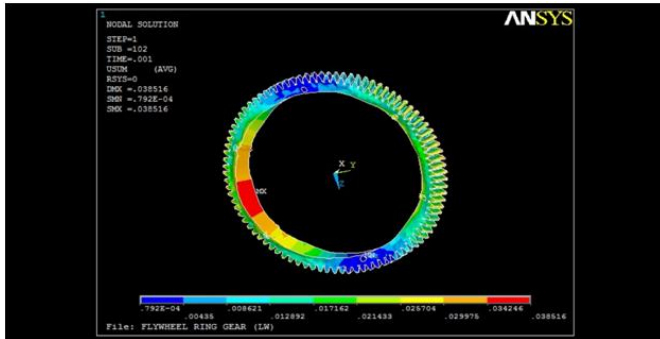 1
NODAL SOLUTION
ANSYS
STEP=1
SUB =102
TIME=.001
USUM (AVG)
RSYS=0
DMX =.038516
SMN =.792E-04
SMX =.038516
X Y
Z
MX
.792E-04 .008621 .017162 .025704 .034246
.00435 .012892 .021433 .029975 .038516
File: FLYWHEEL RING GEAR (LW)